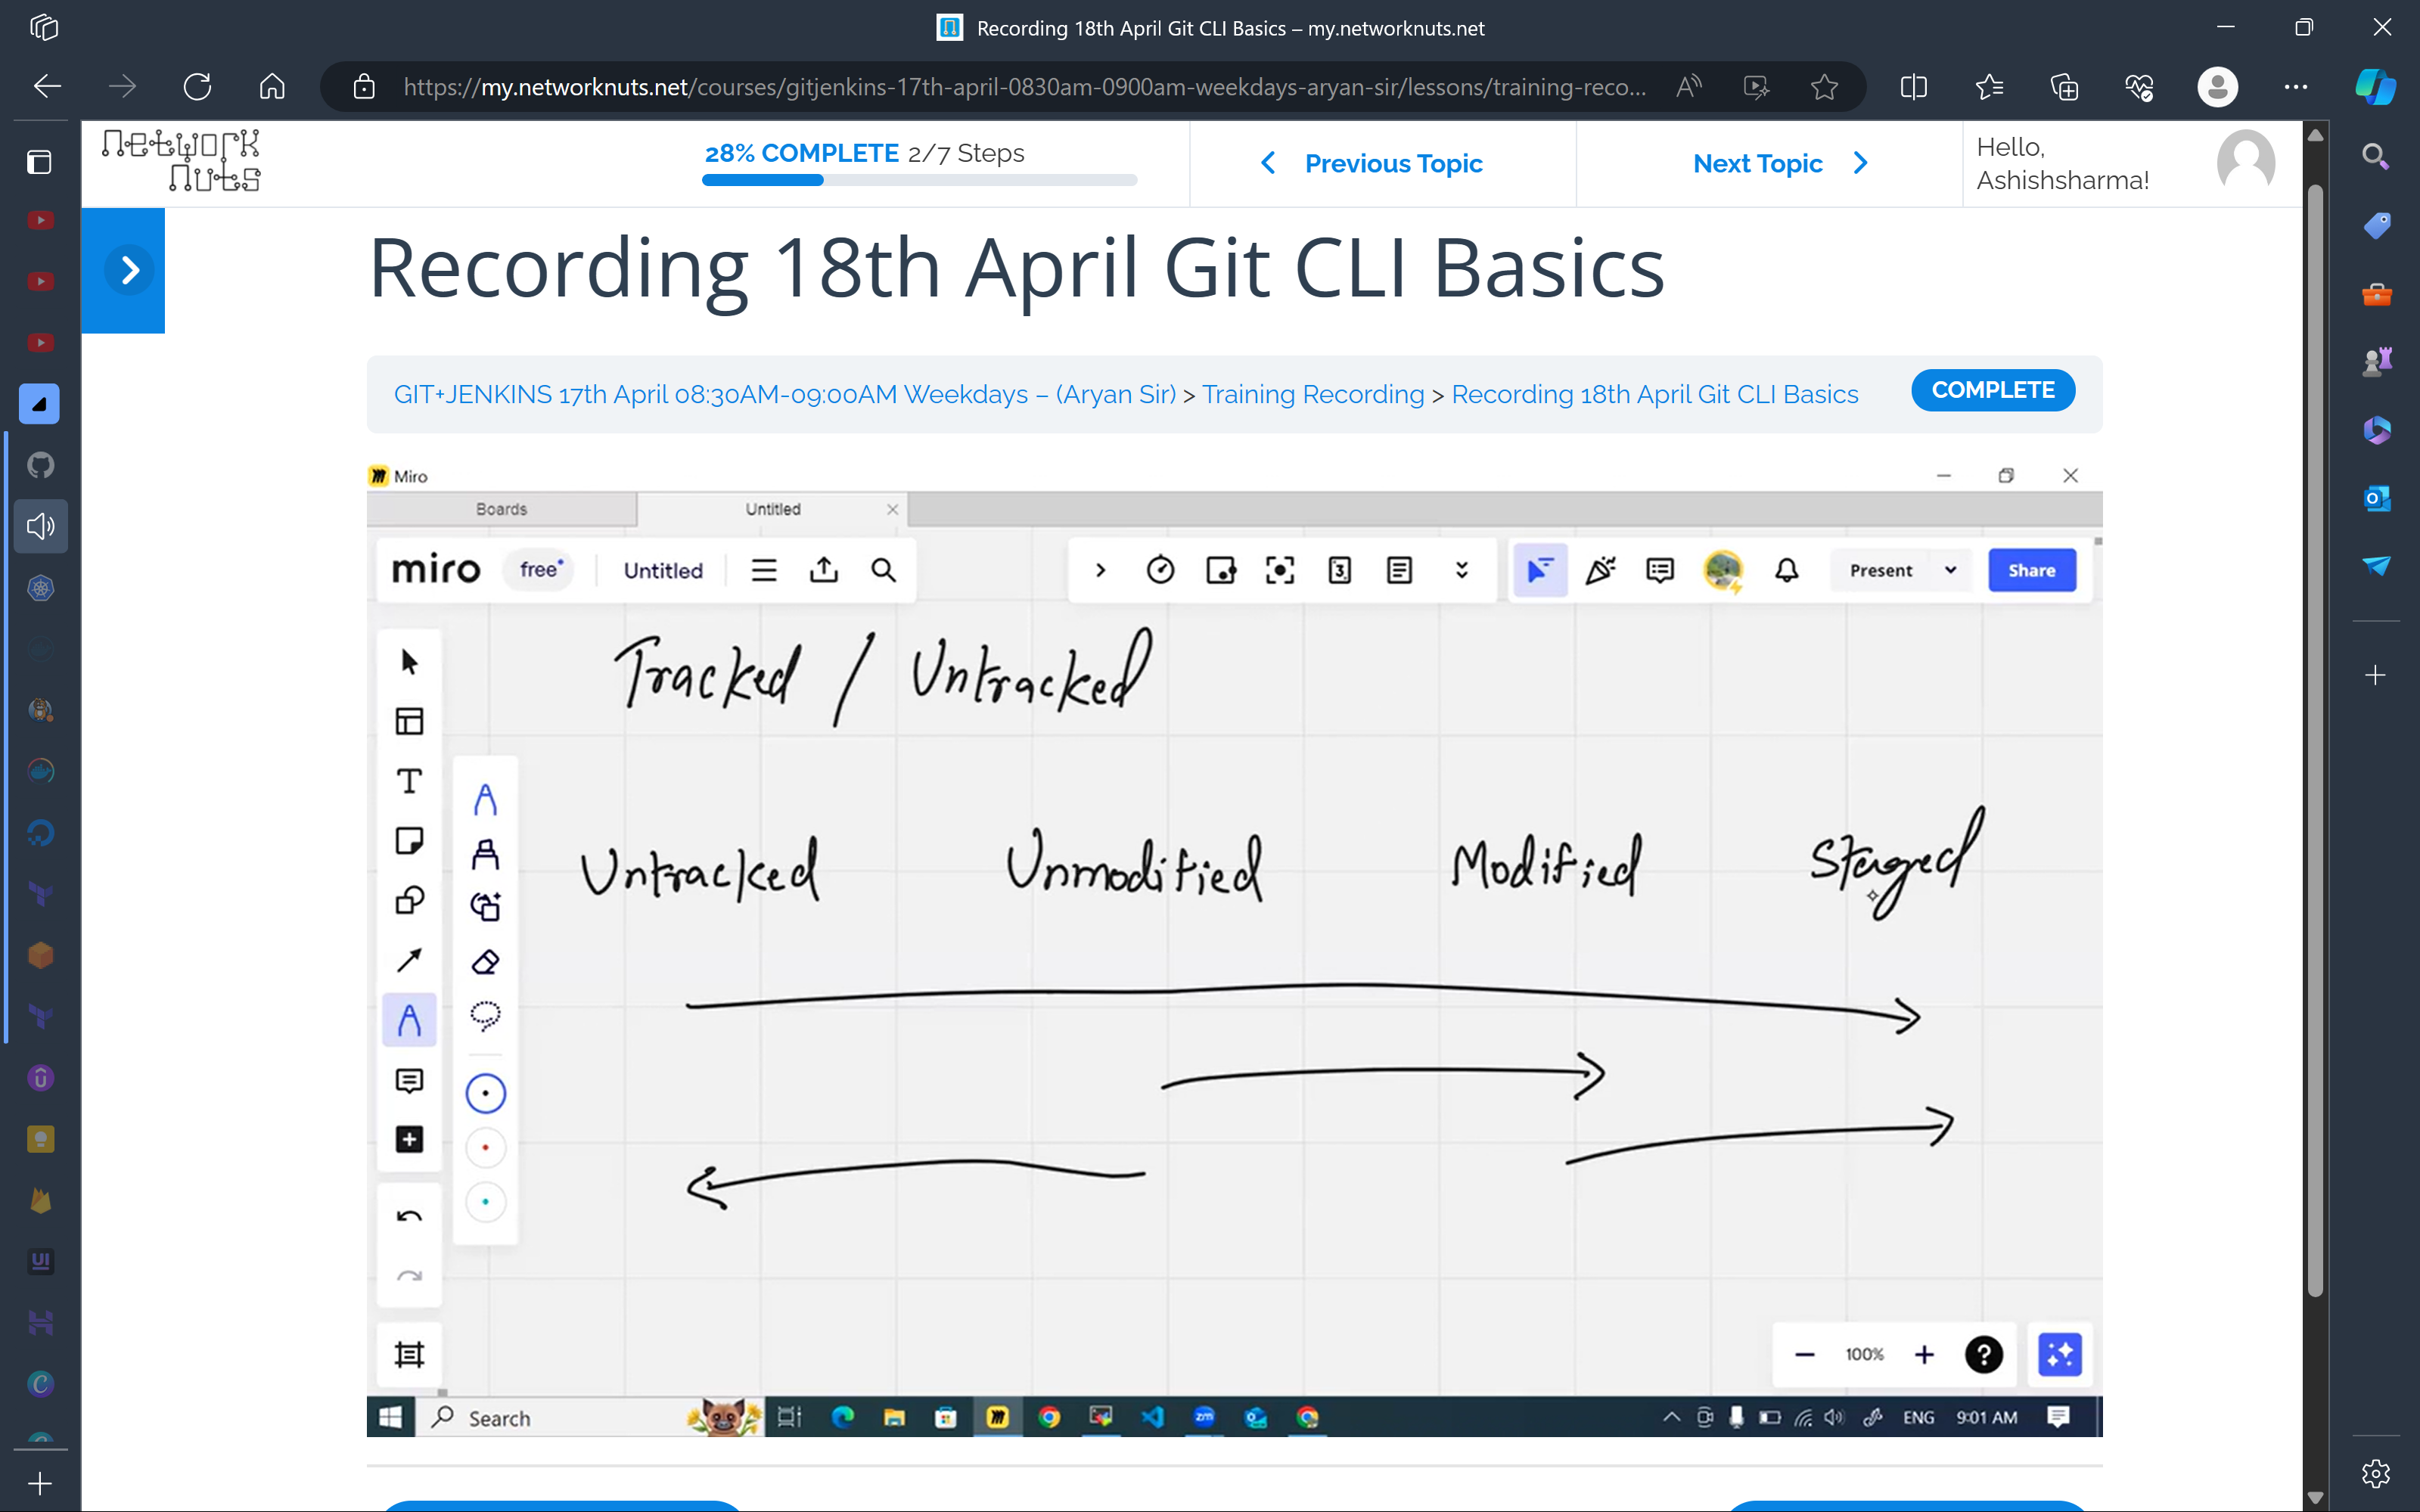 Recording 18th April Git CLI Basics – my.networknuts.net
https://my.networknuts.net/courses/gitjenkins-17th-april-0830am-0900am-weekdays-aryan-sir/lessons/training-reco...
Network Nuts
28% COMPLETE 2/7 Steps
Previous Topic
Next Topic
Hello,
Ashishsharma!
Recording 18th April Git CLI Basics
GIT+JENKINS 17th April 08:30AM-09:00AM Weekdays – (Aryan Sir) > Training Recording > Recording 18th April Git CLI Basics
COMPLETE
Miro
Boards
Untitled
miro free Untitled
Present
Share
Tracked / Untracked
Untracked Unmodified Modified Staged
100%
Search
ENG 9:01 AM